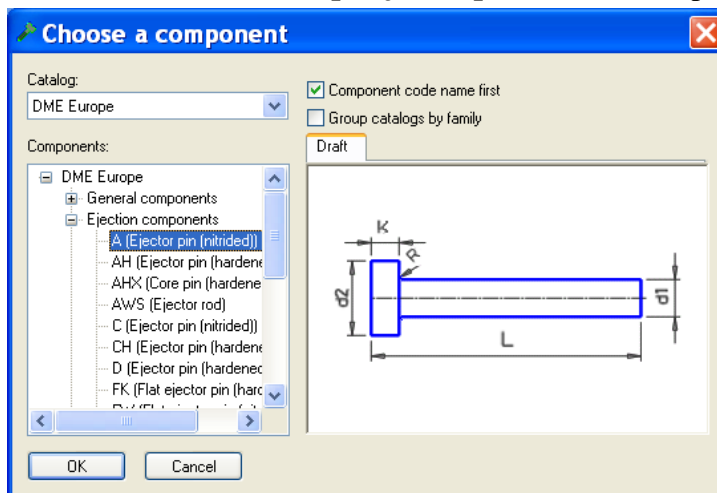 Choose a component
Catalog:
DME Europe
Components:
DME Europe
General components
Ejection components
A (Ejector pin (nitrided))
AH (Ejector pin (hardene
AHX (Core pin (hardene
AWS (Ejector rod)
C (Ejector pin (nitrided))
CH (Ejector pin (hardene
D (Ejector pin (hardened
FK (Flat ejector pin (harc
OK
Cancel
Component code name first
Group catalogs by family
Draft
K
R
d2
d1
L